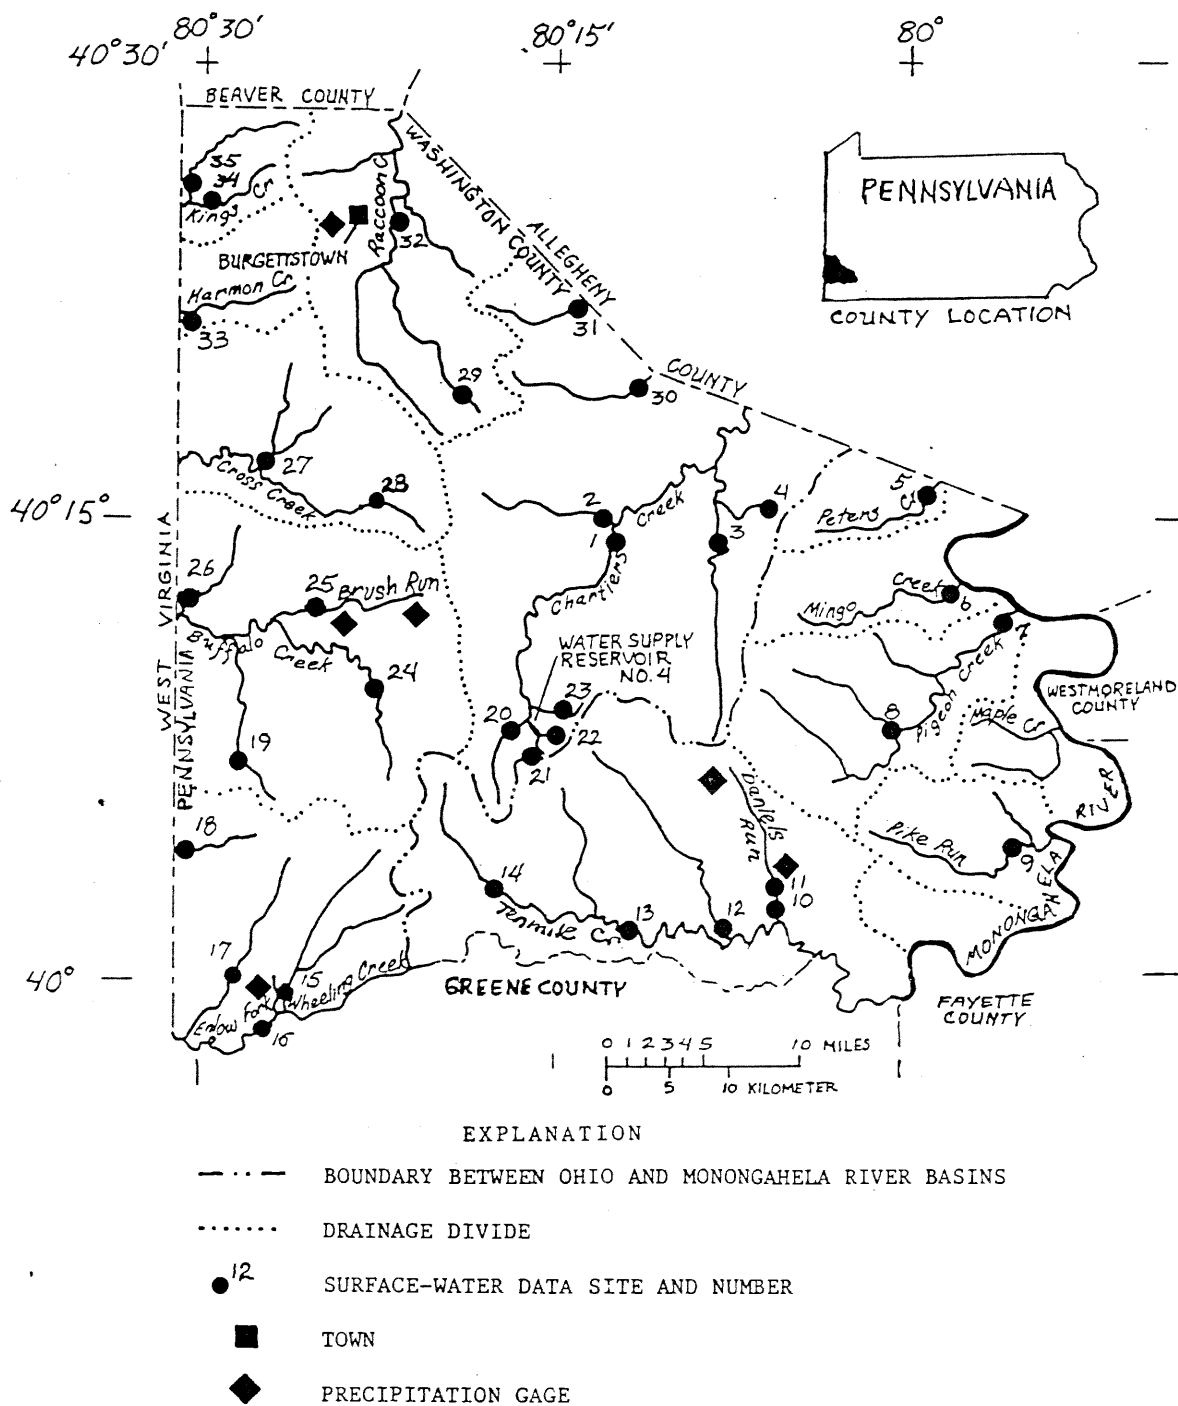 80°30'
80°15'
80°
40°30'
BEAVER COUNTY
WASHINGTON COUNTY
ALLEGHENY COUNTY
COUNTY
PENNSYLVANIA
COUNTY LOCATION
35
34
Kings Cr
Raccoon C
32
BURGETTSTOWN
Harmon Cr
33
31
29
30
27
28
Cross Creek
40°15'
2
1
Chartiers Creek
3
4
5
Peters Cr
WEST VIRGINIA
PENNSYLVANIA
26
25
Brush Run
Buffalo Creek
24
19
18
Mingo Creek
6
7
Pigeon Creek
8
WESTMORELAND
COUNTY
Maple Cr
WATER SUPPLY
RESERVOIR
NO. 4
23
20
22
21
Daniels Run
Pike Run
9
MONONGAHELA RIVER
14
Tenmile Cr
13
12
11
10
40°
17
15
16
Enlow Fork Wheeling Creek
GREENE COUNTY
FAYETTE
COUNTY
0 1 2 3 4 5 10 MILES
0 5 10 KILOMETER
EXPLANATION
BOUNDARY BETWEEN OHIO AND MONONGAHELA RIVER BASINS
DRAINAGE DIVIDE
12
SURFACE-WATER DATA SITE AND NUMBER
TOWN
PRECIPITATION GAGE